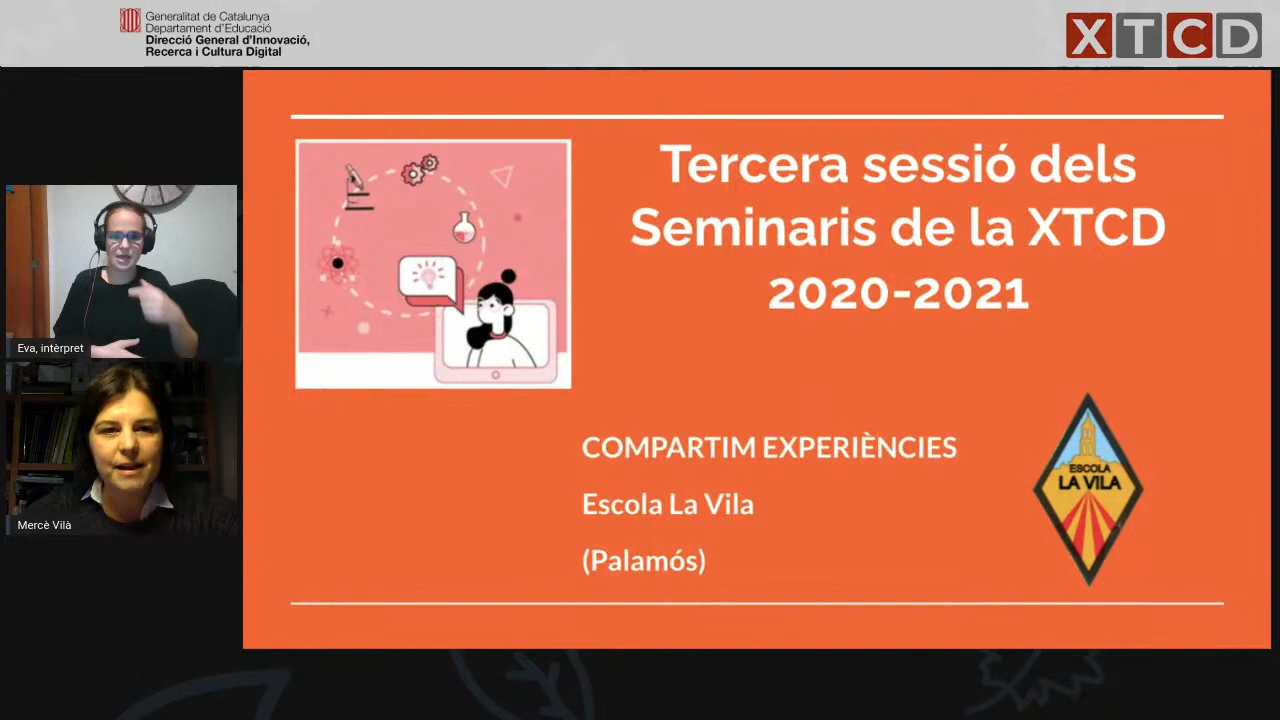 Generalitat de Catalunya
Departament d'Educació
Direcció General d'Innovació,
Recerca i Cultura Digital
XTCD
Tercera sessió dels
Seminaris de la XTCD
2020-2021
Eva, intèrpret
COMPARTIM EXPERIÈNCIES
Escola La Vila
(Palamós)
ESCOLA
LA VILA
Mercè Vilà